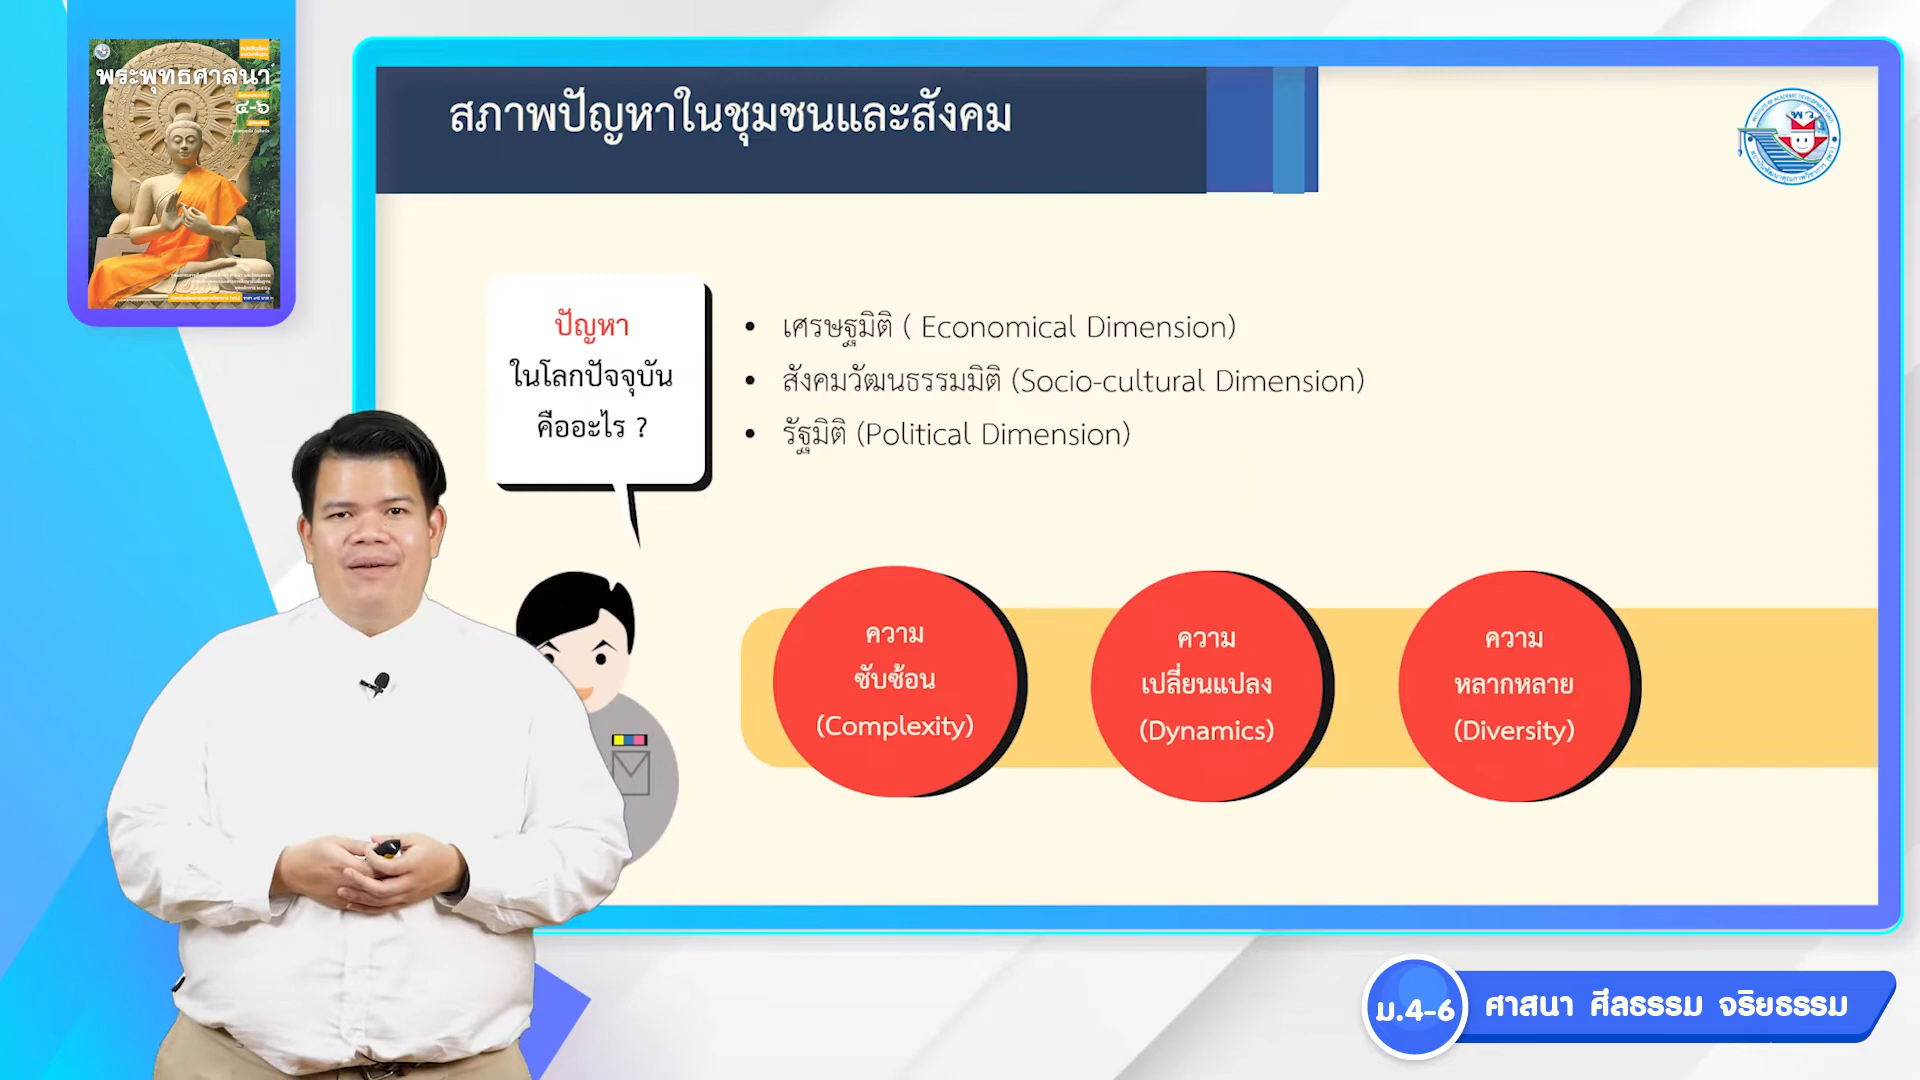 พระพุทธศาสนา
๔-๖
สภาพปัญหาในชุมชนและสังคม
พว
ปัญหา
ในโลกปัจจุบัน
คืออะไร ?
• เศรษฐมิติ ( Economical Dimension)
• สังคมวัฒนธรรมมิติ (Socio-cultural Dimension)
• รัฐมิติ (Political Dimension)
ความ
ซับซ้อน
(Complexity)
ความ
เปลี่ยนแปลง
(Dynamics)
ความ
หลากหลาย
(Diversity)
ม.4-6
ศาสนา ศีลธรรม จริยธรรม